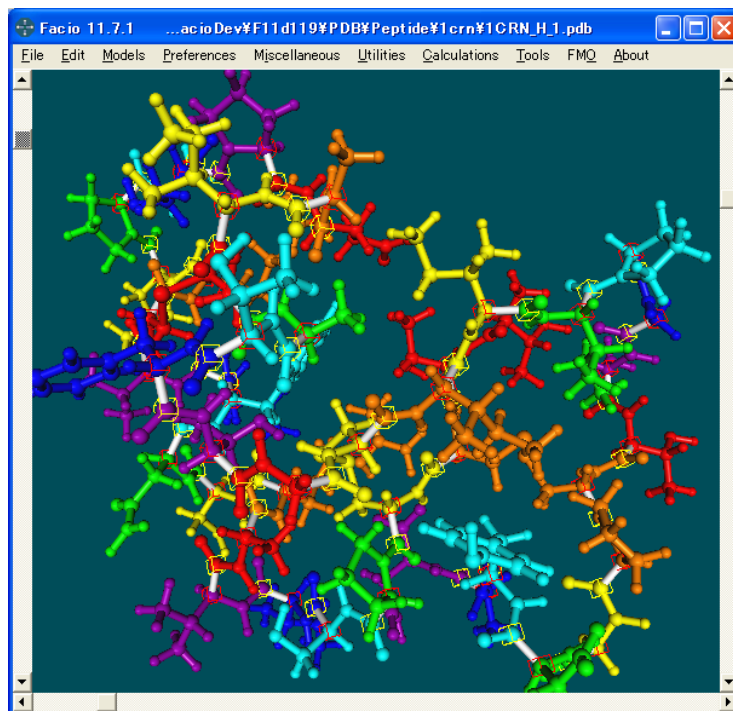 Facio 11.7.1 ...acioDev¥F11d119¥PDB¥Peptide¥1crn¥1CRN_H_1.pdb
File Edit Models Preferences Miscellaneous Utilities Calculations Tools FMO About